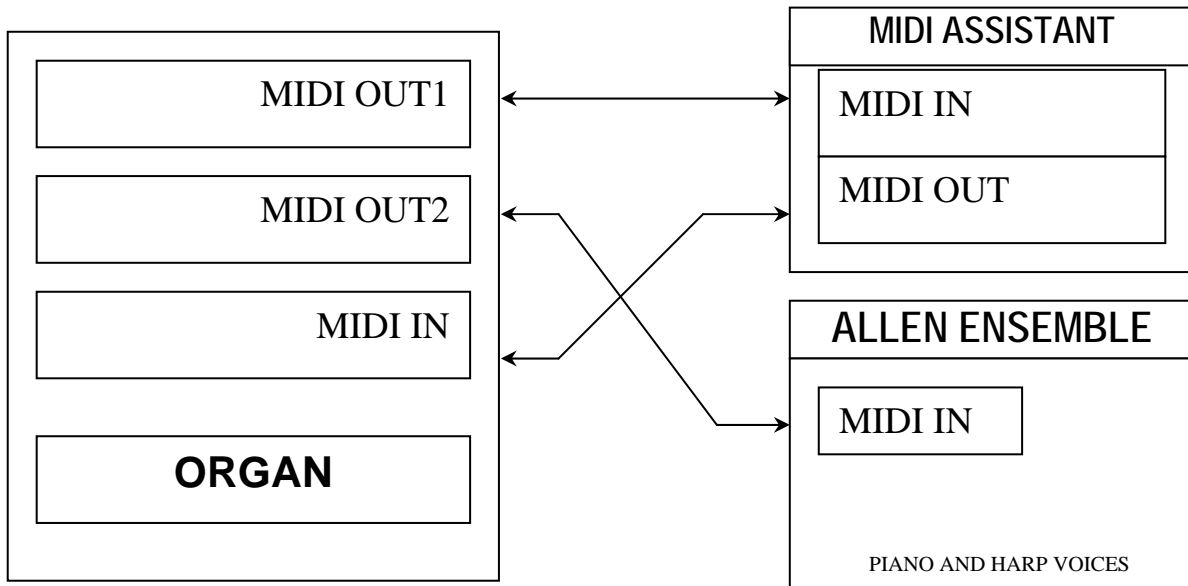 MIDI OUT1
MIDI OUT2
MIDI IN
ORGAN
MIDI ASSISTANT
MIDI IN
MIDI OUT
ALLEN ENSEMBLE
MIDI IN
PIANO AND HARP VOICES